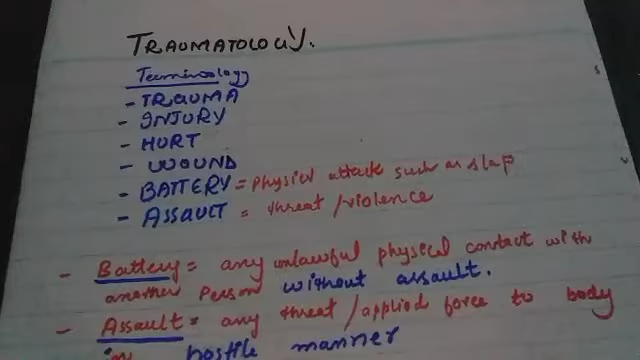 TRAUMATOLOGY.
Terminology
- TRAUMA
- INJURY
- HURT
- WOUND
- BATTERY = Physicl attack such as slap
- ASSAULT = threat/violence
- Battery = any unlawful physical contact with
another Person without assault.
- Assault = any threat/applied force to body
in hostile manner